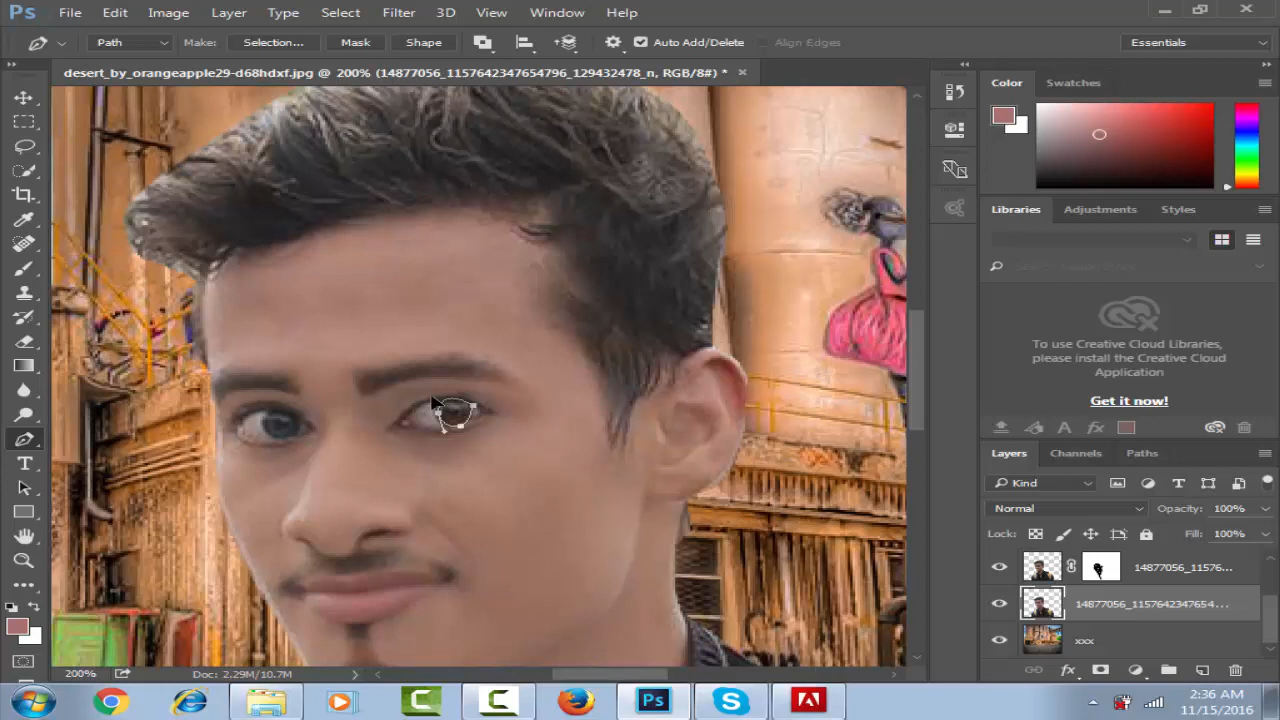 Ps File Edit Image Layer Type Select Filter 3D View Window Help
Path Make: Selection... Mask Shape Auto Add/Delete Align Edges Essentials
desert_by_orangeapple29-d68hdxf.jpg @ 200% (14877056_1157642347654796_129432478_n, RGB/8#) *
Color Swatches
Libraries Adjustments Styles
To use Creative Cloud Libraries,
please install the Creative Cloud
Application
Get it now!
Layers Channels Paths
Kind
Normal Opacity: 100%
Lock: Fill: 100%
14877056_11576...
14877056_1157642347654...
xxx
200% Doc: 2.29M/10.7M
Ps
2:36 AM
11/15/2016